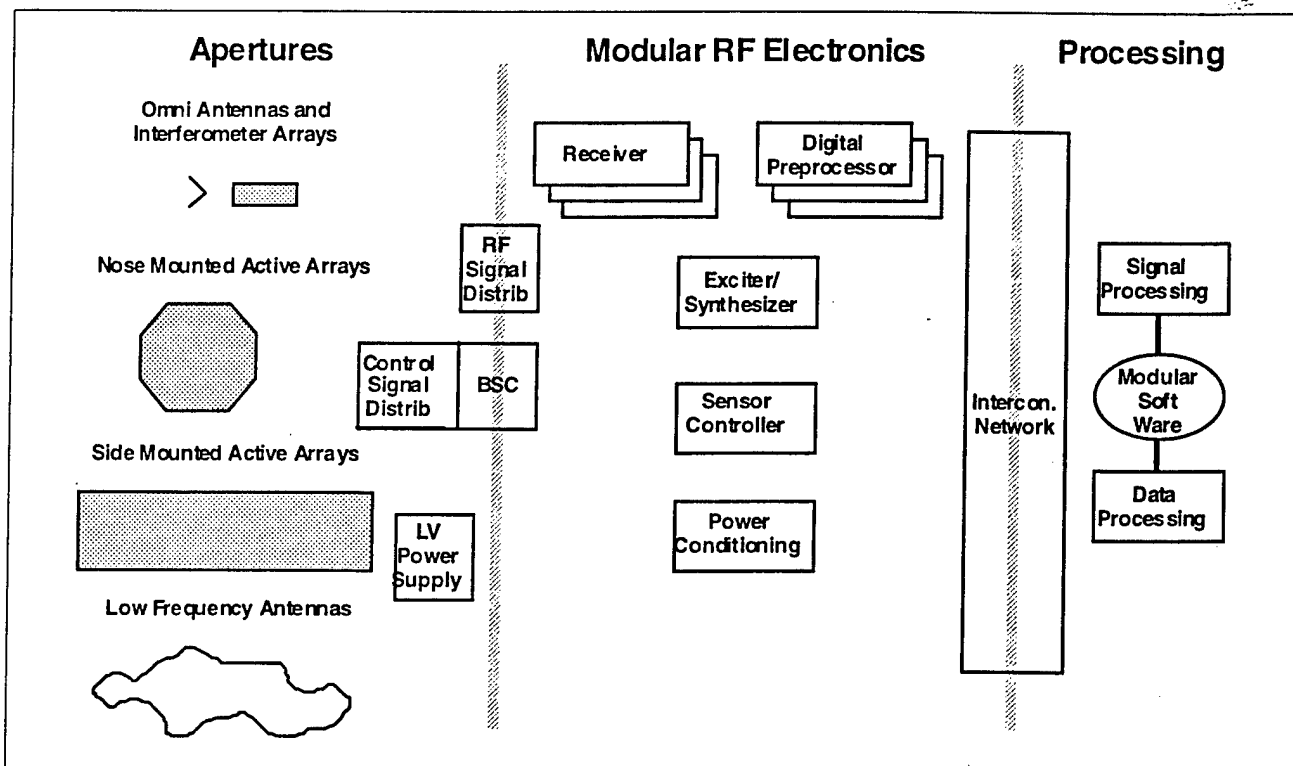 Apertures
Omni Antennas and
Interferometer Arrays
Nose Mounted Active Arrays
Side Mounted Active Arrays
Low Frequency Antennas
RF
Signal
Distrib
Control
Signal
Distrib
BSC
LV
Power
Supply
Modular RF Electronics
Receiver
Digital
Preprocessor
Exciter/
Synthesizer
Sensor
Controller
Power
Conditioning
Intercon.
Network
Processing
Signal
Processing
Modular
Soft
Ware
Data
Processing